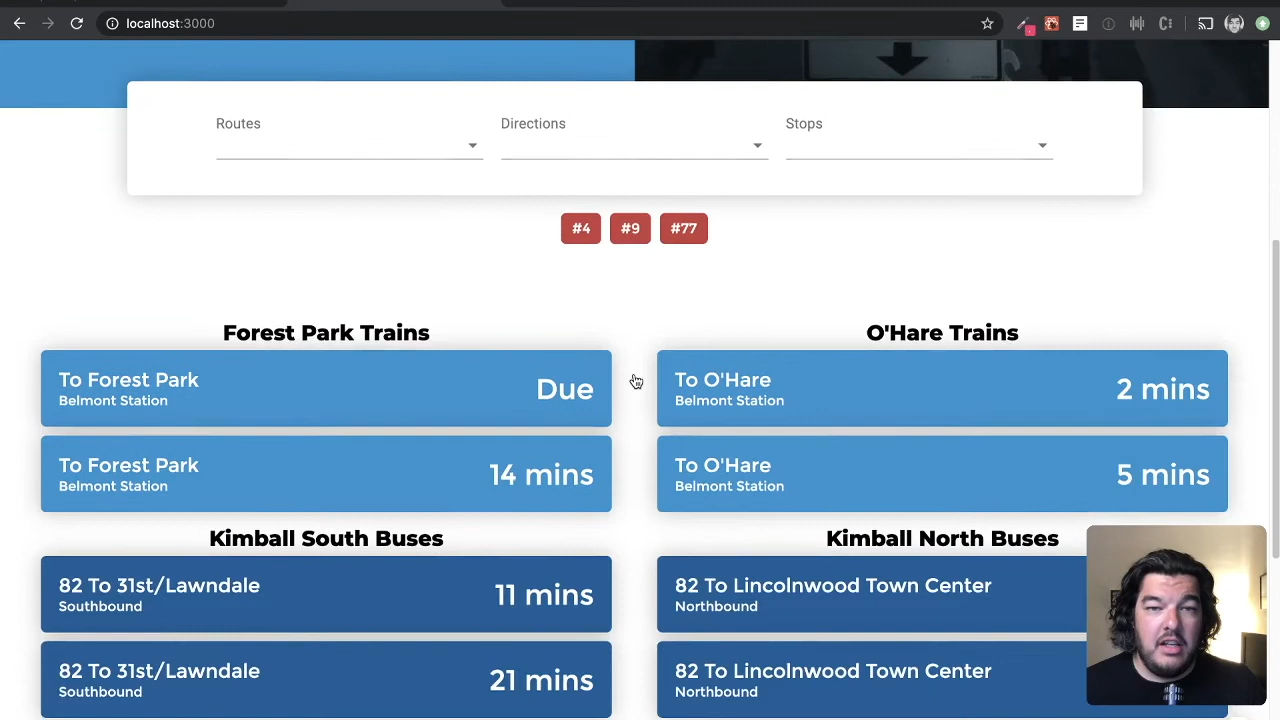 localhost:3000
Routes
Directions
Stops
#4
#9
#77
Forest Park Trains
To Forest Park
Belmont Station
Due
To Forest Park
Belmont Station
14 mins
O'Hare Trains
To O'Hare
Belmont Station
2 mins
To O'Hare
Belmont Station
5 mins
Kimball South Buses
82 To 31st/Lawndale
Southbound
11 mins
82 To 31st/Lawndale
Southbound
21 mins
Kimball North Buses
82 To Lincolnwood Town Center
Northbound
82 To Lincolnwood Town Center
Northbound